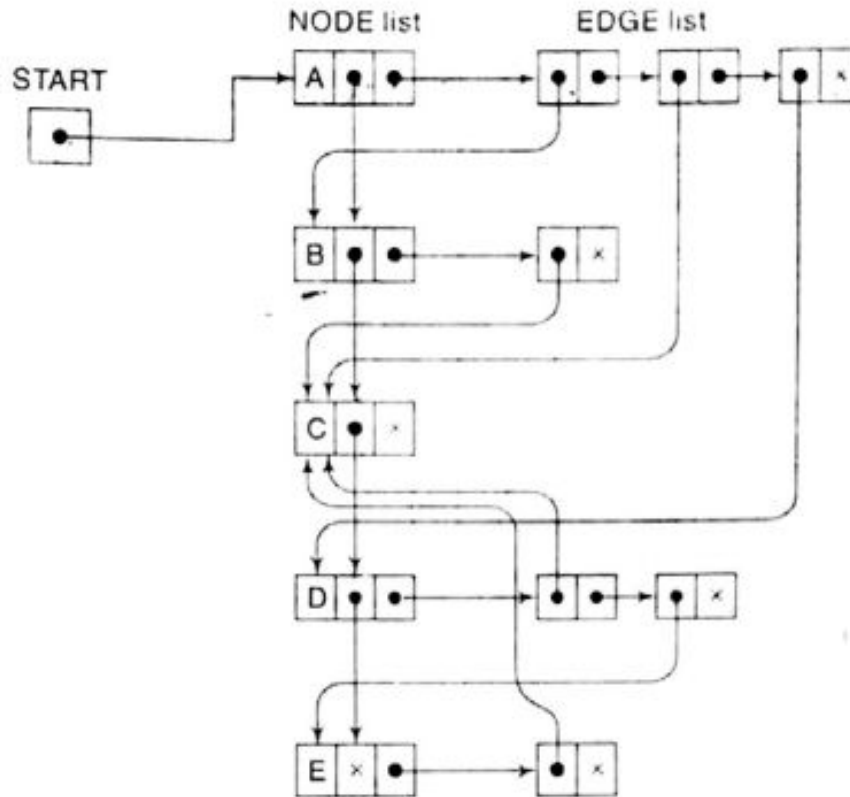 NODE list EDGE list
START
A ×
B ×
C ×
D ×
E × ×